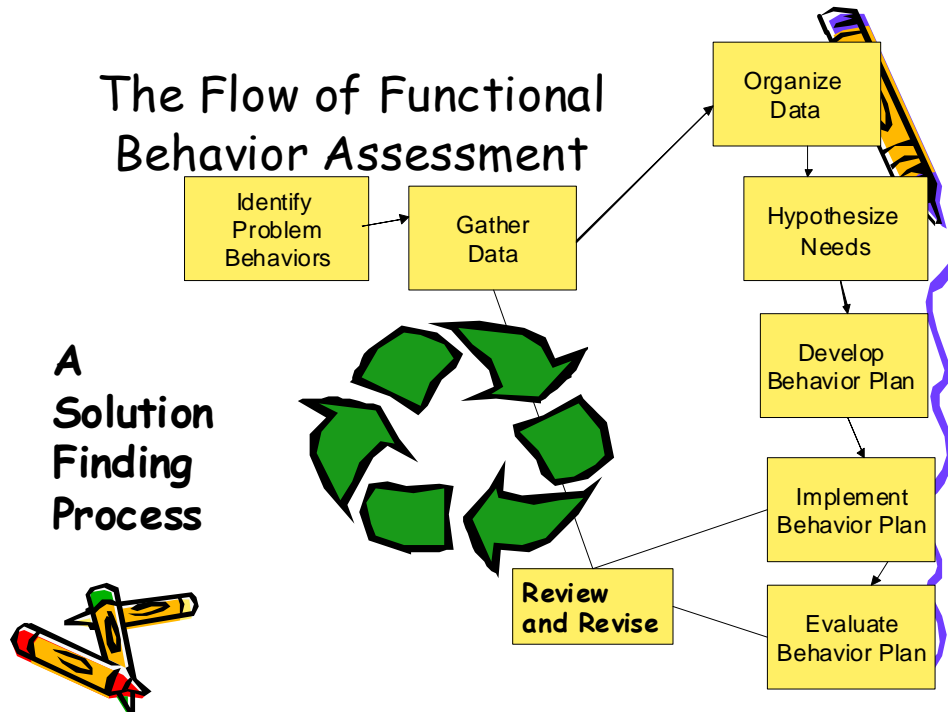 The Flow of Functional
Behavior Assessment
Identify
Problem
Behaviors
Gather
Data
Organize
Data
Hypothesize
Needs
Develop
Behavior Plan
Implement
Behavior Plan
Evaluate
Behavior Plan
Review
and Revise
A
Solution
Finding
Process